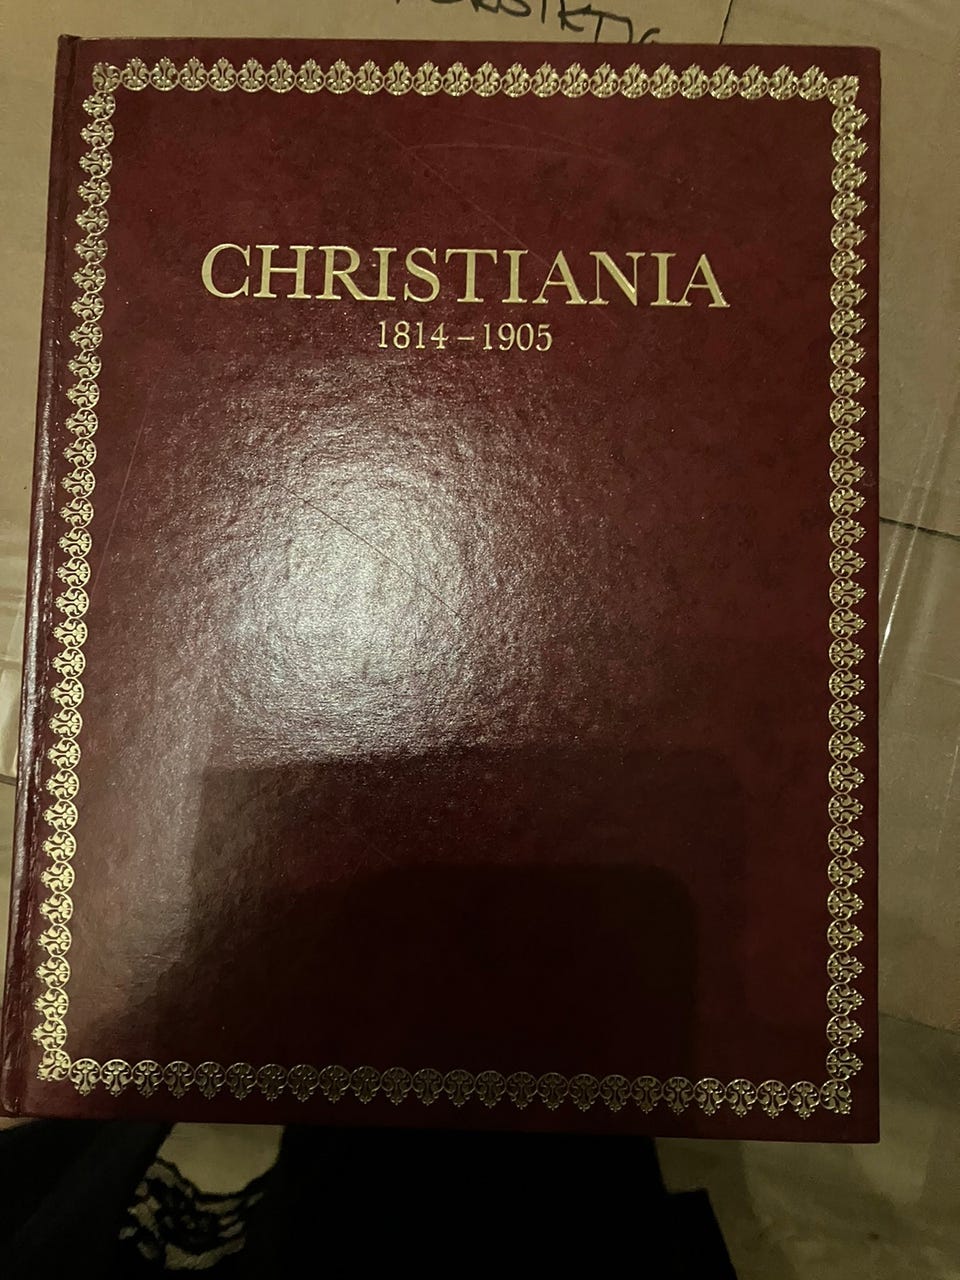 CHRISTIANIA
1814 – 1905